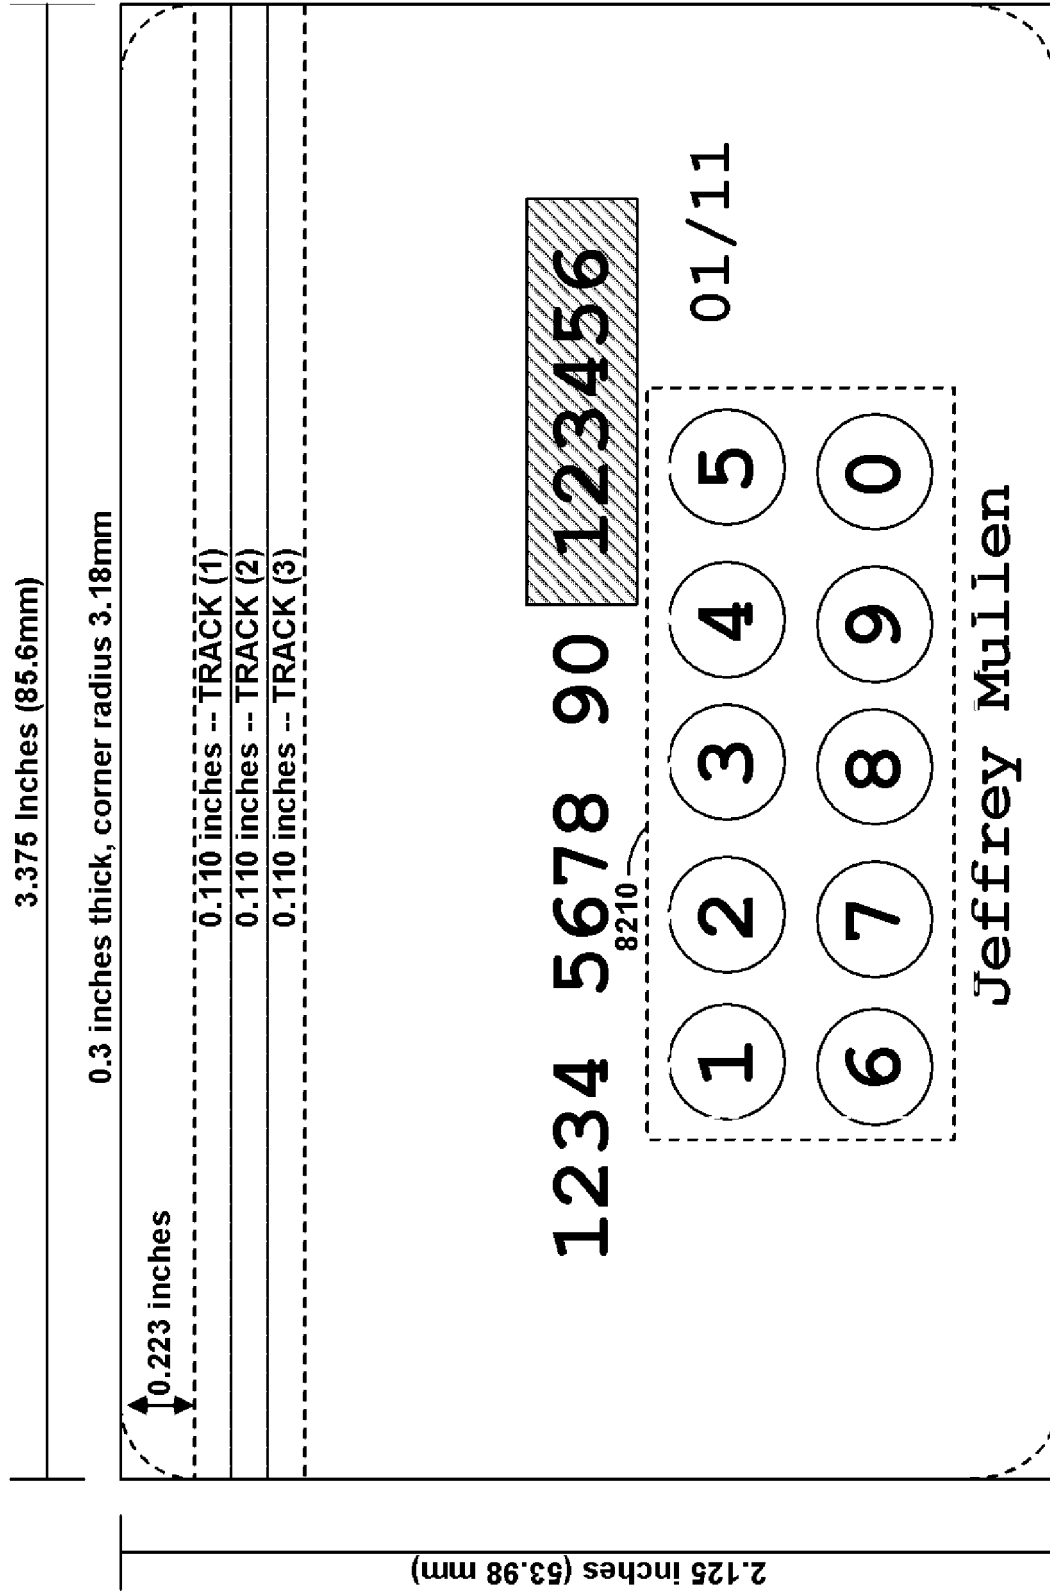 3.375 Inches (85.6mm)
0.3 inches thick, corner radius 3.18mm
0.223 inches
0.110 inches -- TRACK (1)
0.110 inches -- TRACK (2)
0.110 inches -- TRACK (3)
1234 5678 90 123456
8210
01/11
1 2 3 4 5
6 7 8 9 0
Jeffrey Mullen
2.125 inches (53.98 mm)